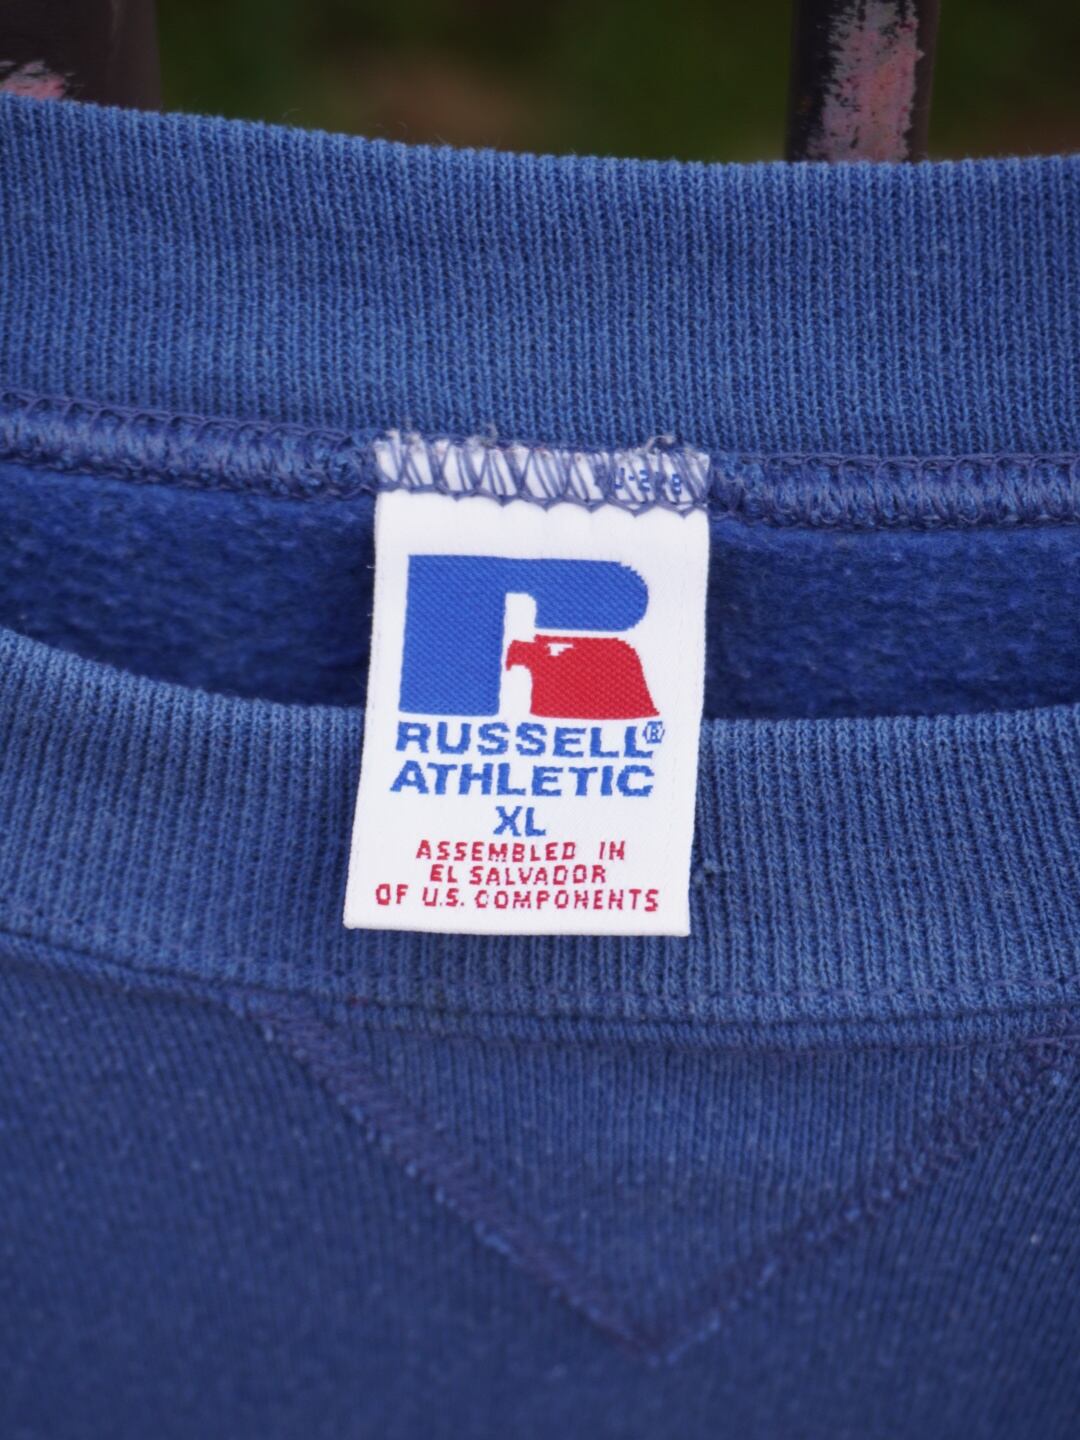 RUSSELL®
ATHLETIC
XL
ASSEMBLED IN
EL SALVADOR
OF U.S. COMPONENTS